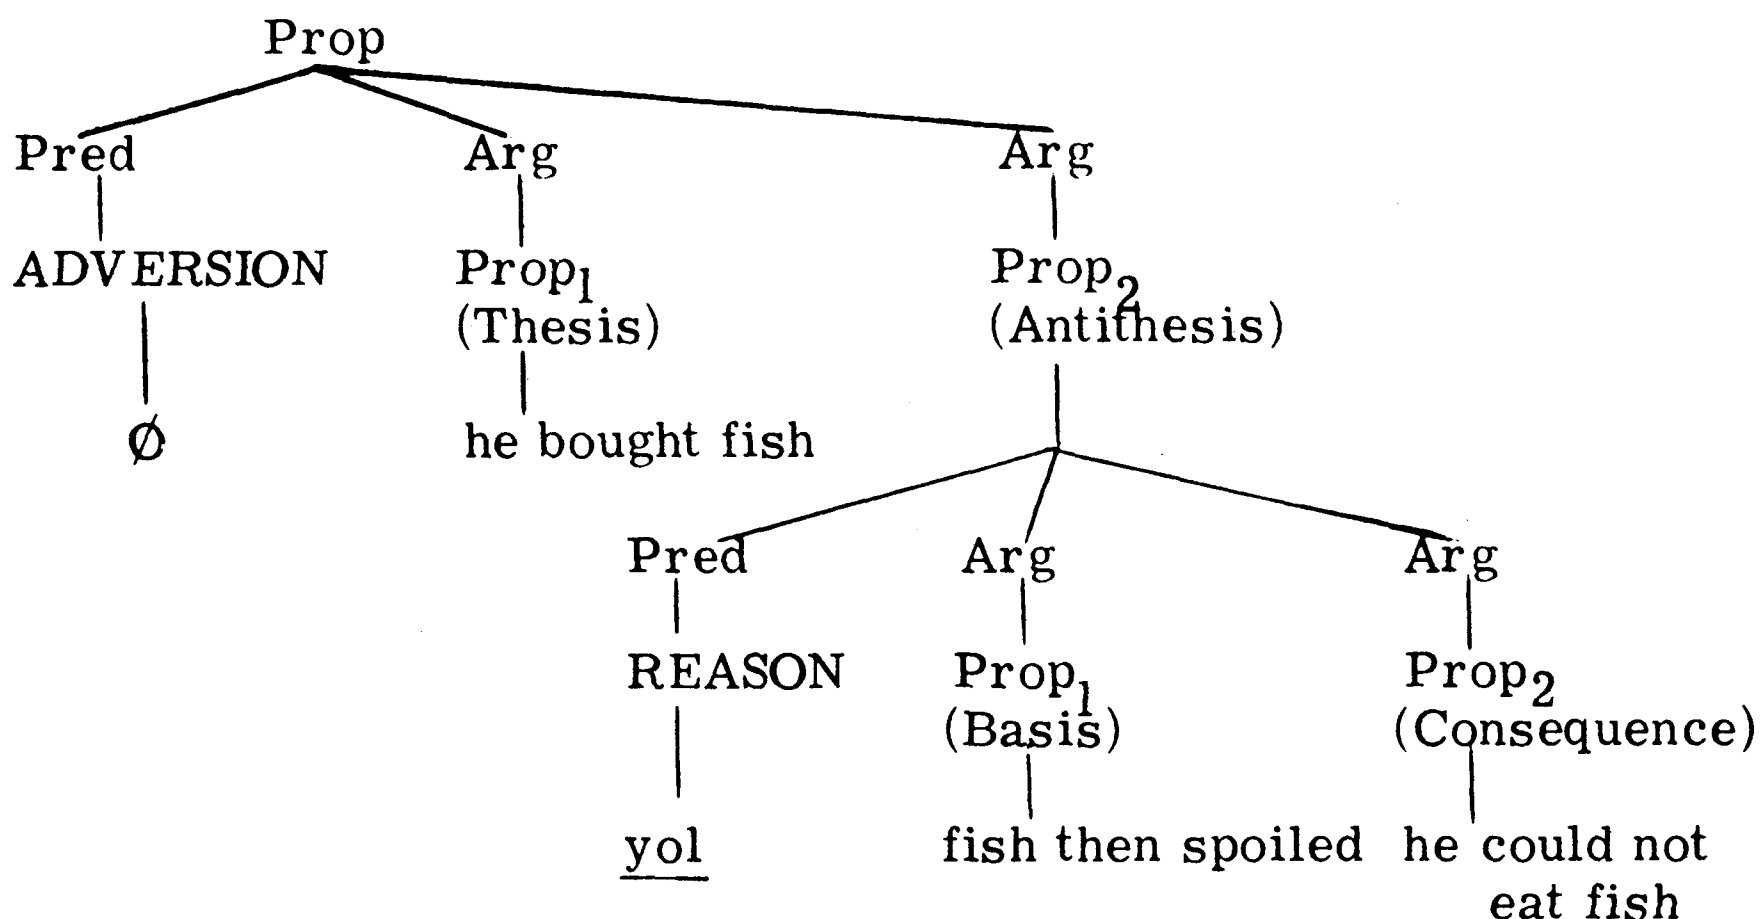 Prop
Pred Arg Arg
ADVERSION Prop₁ Prop₂
(Thesis) (Antithesis)
Ø he bought fish
Pred Arg Arg
REASON Prop₁ Prop₂
(Basis) (Consequence)
yol fish then spoiled he could not
eat fish